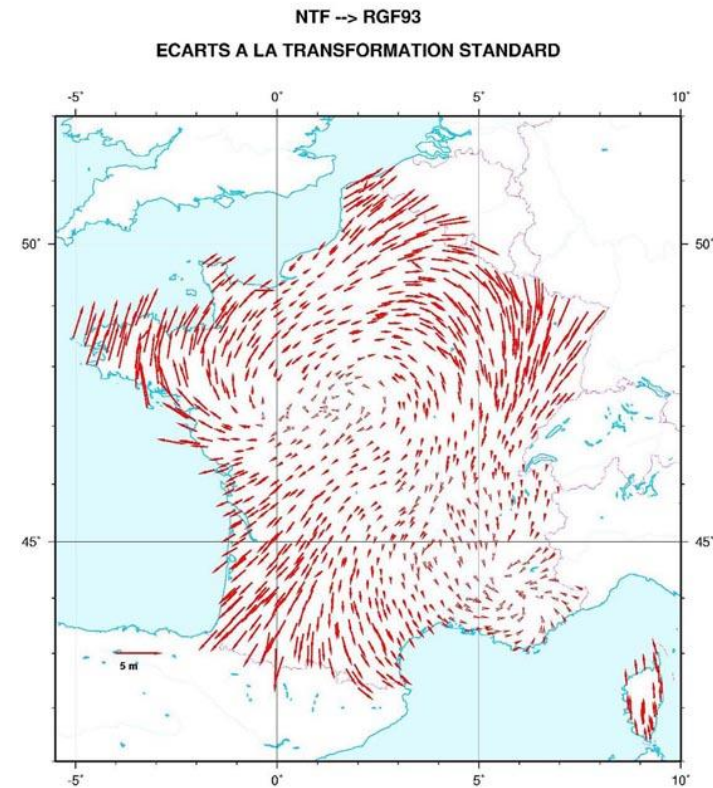 NTF --> RGF93
ECARTS A LA TRANSFORMATION STANDARD
-5˚ 0˚ 5˚ 10˚
50˚ 50˚
45˚ 45˚
5 m
-5˚ 0˚ 5˚ 10˚